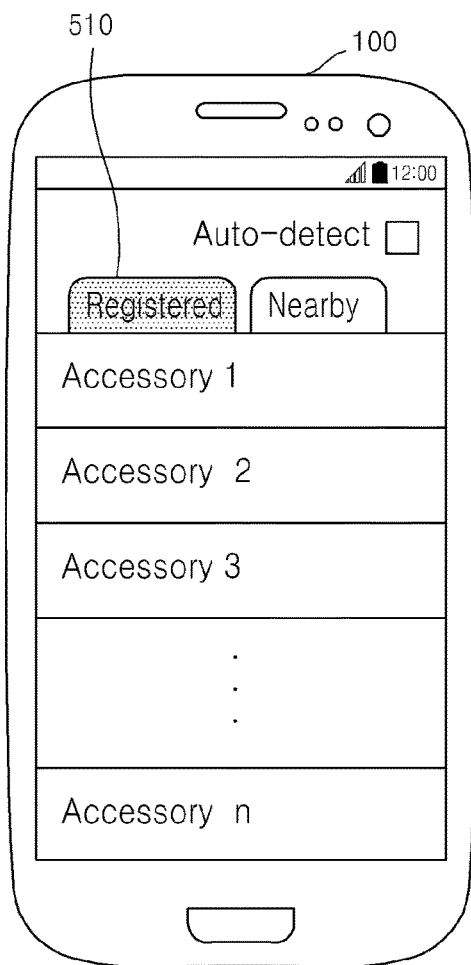 510
100
12:00
Auto-detect
Registered Nearby
Accessory 1
Accessory 2
Accessory 3
Accessory n